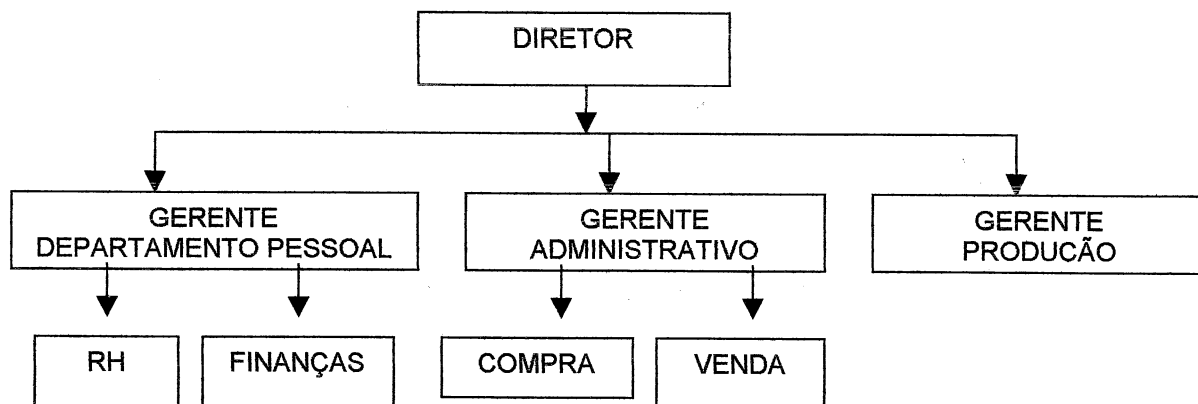 DIRETOR
GERENTE
DEPARTAMENTO PESSOAL
GERENTE
ADMINISTRATIVO
GERENTE
PRODUCÃO
RH
FINANÇAS
COMPRA
VENDA